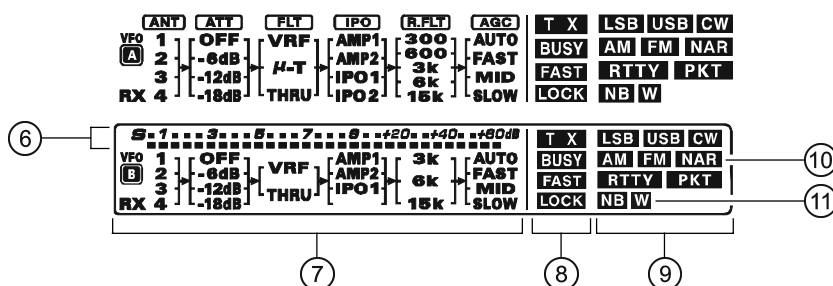 ANT ATT FLT IPO R.FLT AGC TX LSB USB CW
VFO 1 OFF VRF AMP1 300 AUTO BUSY AM FM NAR
A 2 -6dB μ-T AMP2 600 FAST FAST RTTY PKT
3 -12dB IPO1 3k MID LOCK NB W
RX 4 -18dB THRU IPO2 6k SLOW
15k
6 S 1 3 5 7 9 +20 +40 +60dB TX LSB USB CW
VFO 1 OFF VRF AMP1 3k AUTO BUSY AM FM NAR 10
B 2 -6dB AMP2 6k FAST FAST RTTY PKT
3 -12dB THRU IPO1 MID LOCK NB W 11
RX 4 -18dB 15k SLOW
7 8 9